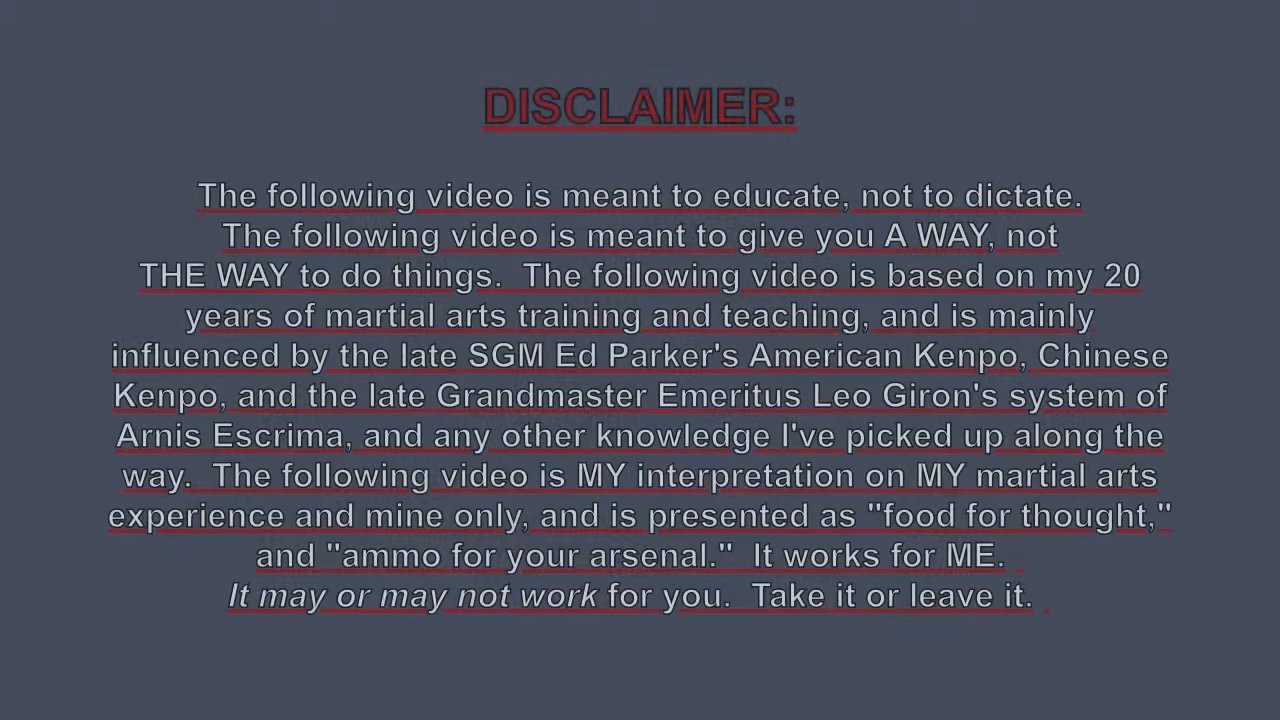 DISCLAIMER:
The following video is meant to educate, not to dictate.
The following video is meant to give you A WAY, not
THE WAY to do things.  The following video is based on my 20
years of martial arts training and teaching, and is mainly
influenced by the late SGM Ed Parker's American Kenpo, Chinese
Kenpo, and the late Grandmaster Emeritus Leo Giron's system of
Arnis Escrima, and any other knowledge I've picked up along the
way.  The following video is MY interpretation on MY martial arts
experience and mine only, and is presented as "food for thought,"
and "ammo for your arsenal."  It works for ME.
It may or may not work for you.  Take it or leave it.